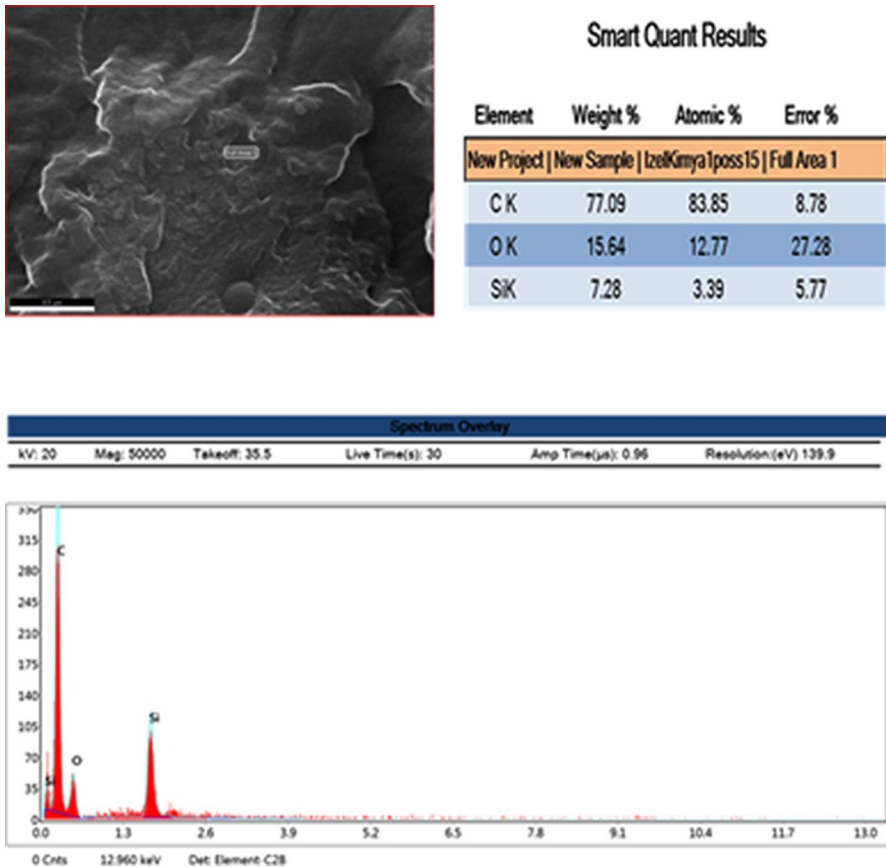 Full Area 1
Smart Quant Results
Element Weight % Atomic % Error %
New Project | New Sample | IzelKimya1poss15 | Full Area 1
C K 77.09 83.85 8.78
O K 15.64 12.77 27.28
SiK 7.28 3.39 5.77
Spectrum Overlay
kV: 20 Mag: 50000 Takeoff: 35.5 Live Time(s): 30 Amp Time(µs): 0.96 Resolution:(eV) 139.9
315
280
245
210
175
140
105
70
35
0
C
Si
O
Si
0.0 1.3 2.6 3.9 5.2 6.5 7.8 9.1 10.4 11.7 13.0
0 Cnts 12.960 keV Det: Element-C2B